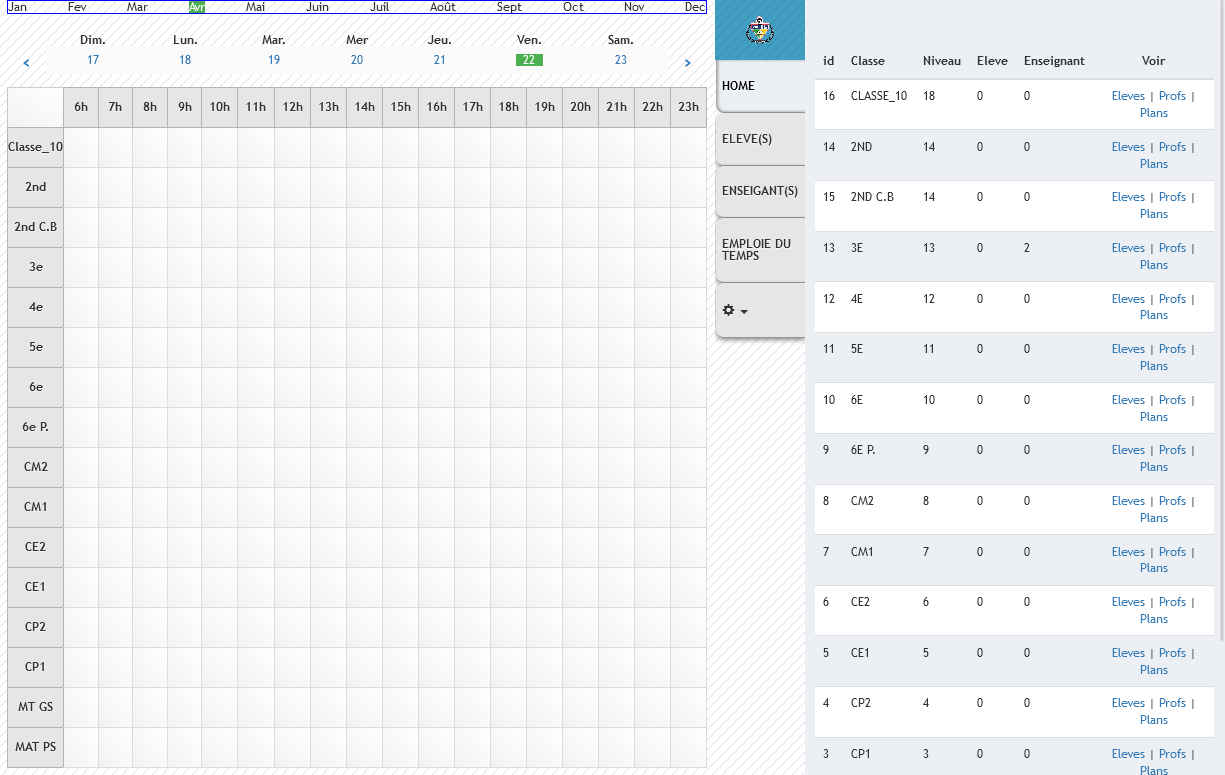 Jan Fev Mar Avr Mai Juin Juil Août Sept Oct Nov Dec
Dim. Lun. Mar. Mer Jeu. Ven. Sam.
< 17 18 19 20 21 22 23 >
6h 7h 8h 9h 10h 11h 12h 13h 14h 15h 16h 17h 18h 19h 20h 21h 22h 23h
Classe_10
2nd
2nd C.B
3e
4e
5e
6e
6e P.
CM2
CM1
CE2
CE1
CP2
CP1
MT GS
MAT PS
HOME
ELEVE(S)
ENSEIGANT(S)
EMPLOIE DU
TEMPS
id Classe Niveau Eleve Enseignant Voir
16 CLASSE_10 18 0 0 Eleves | Profs |
Plans
14 2ND 14 0 0 Eleves | Profs |
Plans
15 2ND C.B 14 0 0 Eleves | Profs |
Plans
13 3E 13 0 2 Eleves | Profs |
Plans
12 4E 12 0 0 Eleves | Profs |
Plans
11 5E 11 0 0 Eleves | Profs |
Plans
10 6E 10 0 0 Eleves | Profs |
Plans
9 6E P. 9 0 0 Eleves | Profs |
Plans
8 CM2 8 0 0 Eleves | Profs |
Plans
7 CM1 7 0 0 Eleves | Profs |
Plans
6 CE2 6 0 0 Eleves | Profs |
Plans
5 CE1 5 0 0 Eleves | Profs |
Plans
4 CP2 4 0 0 Eleves | Profs |
Plans
3 CP1 3 0 0 Eleves | Profs |
Plans